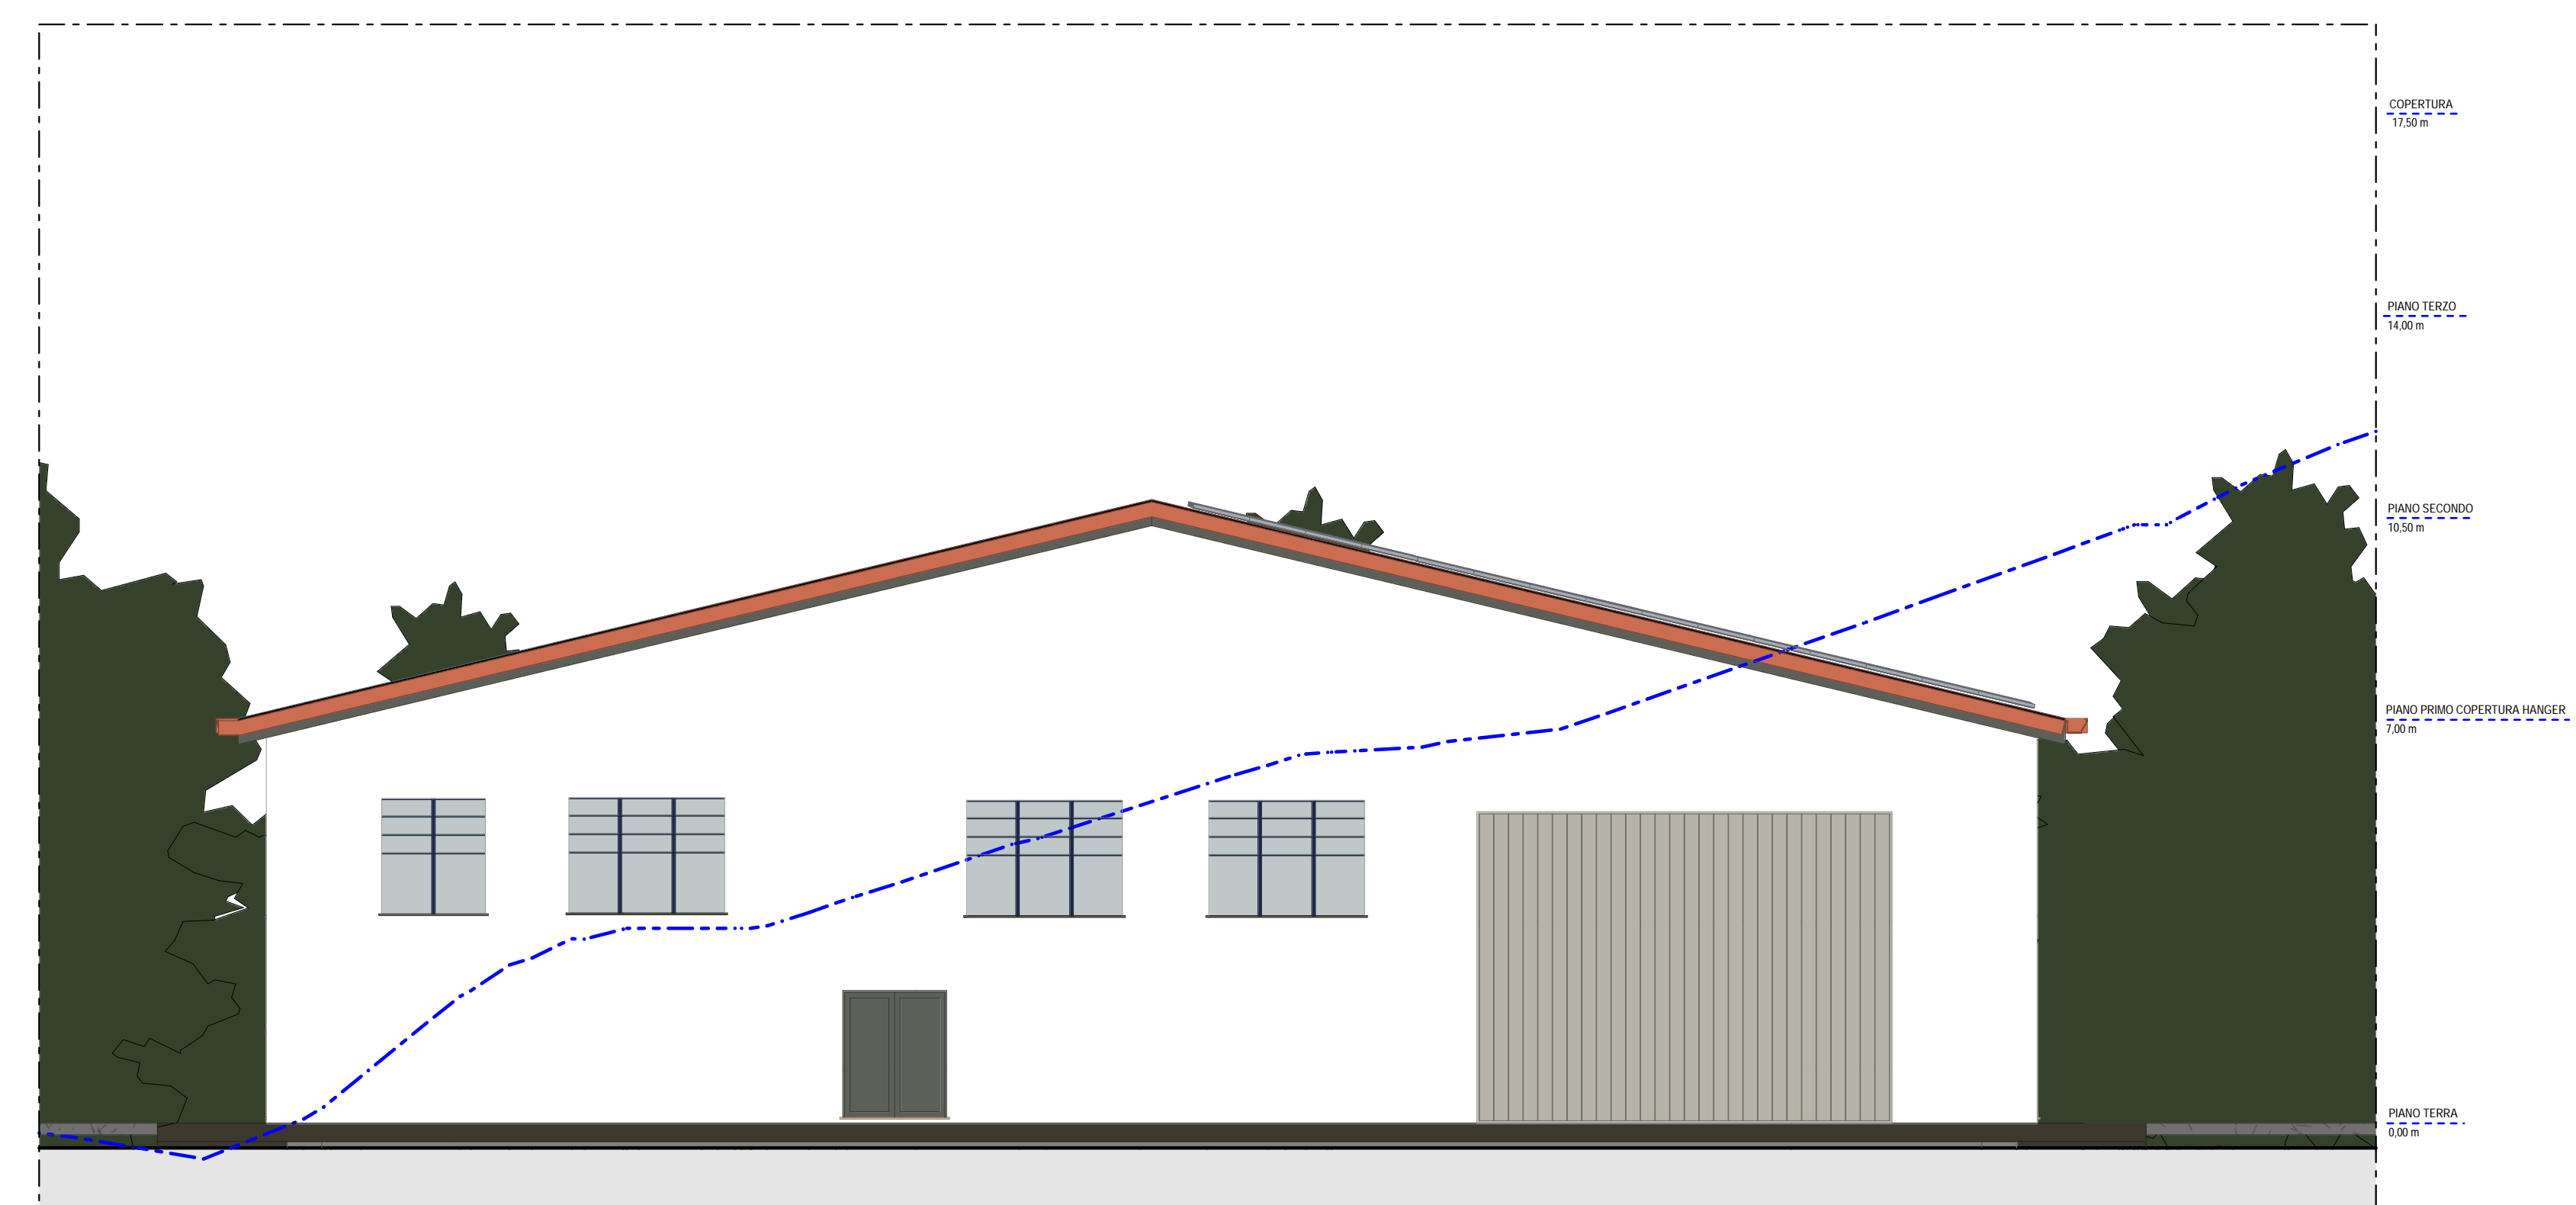 COPERTURA
17,50 m
PIANO TERZO
14,00 m
PIANO SECONDO
10,50 m
PIANO PRIMO COPERTURA HANGER
7,00 m
PIANO TERRA
0,00 m